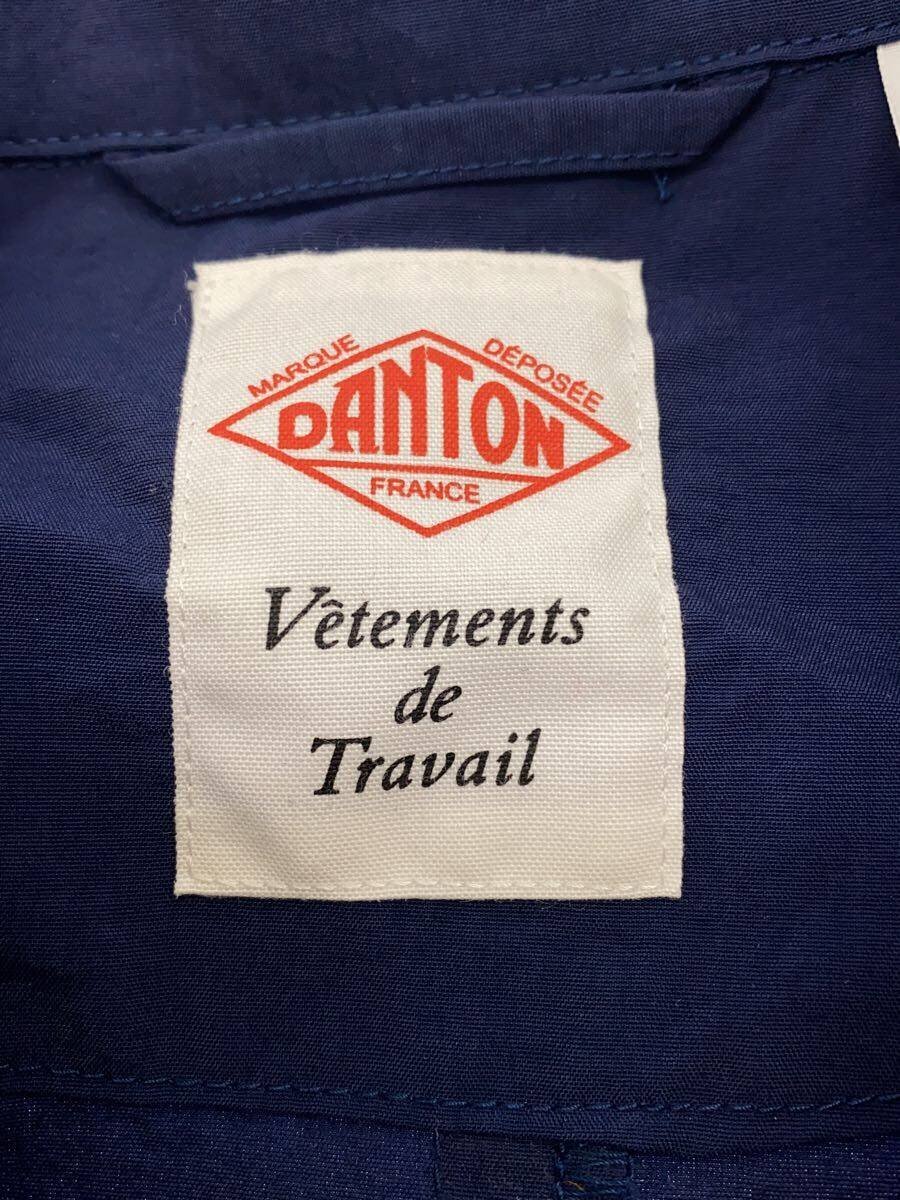 MARQUE DÉPOSÉE
DANTON
FRANCE
Vêtements
de
Travail